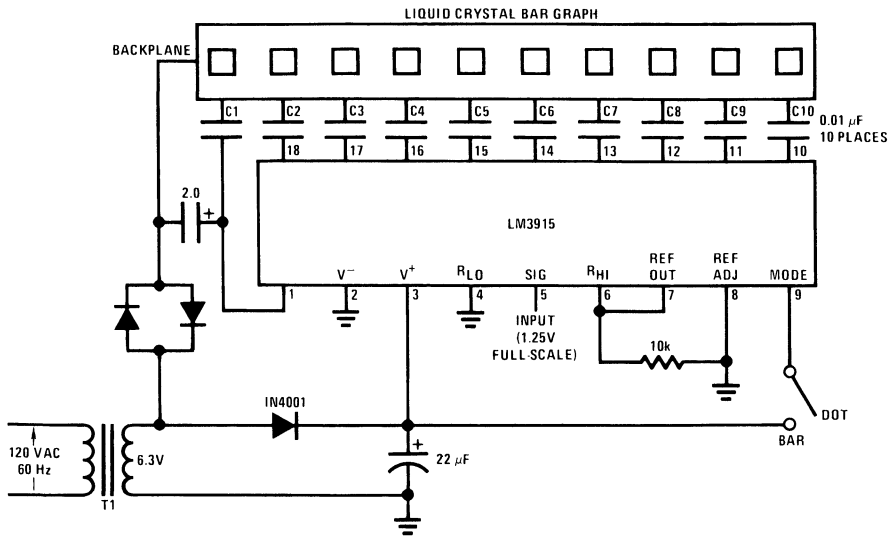 LIQUID CRYSTAL BAR GRAPH
BACKPLANE
C1 C2 C3 C4 C5 C6 C7 C8 C9 C10
0.01 µF
10 PLACES
18 17 16 15 14 13 12 11 10
2.0 +
LM3915
V⁻ V⁺ RLO SIG RHI REF OUT REF ADJ MODE
1 2 3 4 5 6 7 8 9
INPUT
(1.25V
FULL-SCALE)
10k
DOT
BAR
IN4001
+
22 µF
120 VAC
60 Hz
6.3V
T1